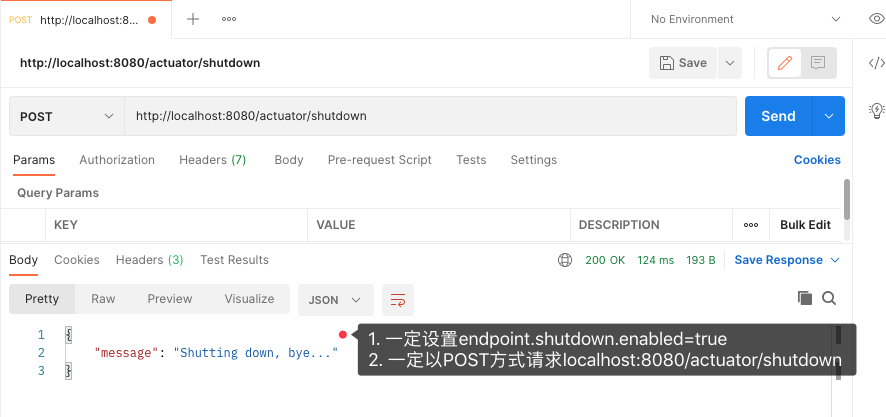 POST http://localhost:8... No Environment
http://localhost:8080/actuator/shutdown Save
POST http://localhost:8080/actuator/shutdown Send
Params Authorization Headers (7) Body Pre-request Script Tests Settings Cookies
Query Params
KEY VALUE DESCRIPTION Bulk Edit
Body Cookies Headers (3) Test Results 200 OK 124 ms 193 B Save Response
Pretty Raw Preview Visualize JSON
1 {
2 "message": "Shutting down, bye..."
3 }
1. 一定设置endpoint.shutdown.enabled=true
2. 一定以POST方式请求localhost:8080/actuator/shutdown